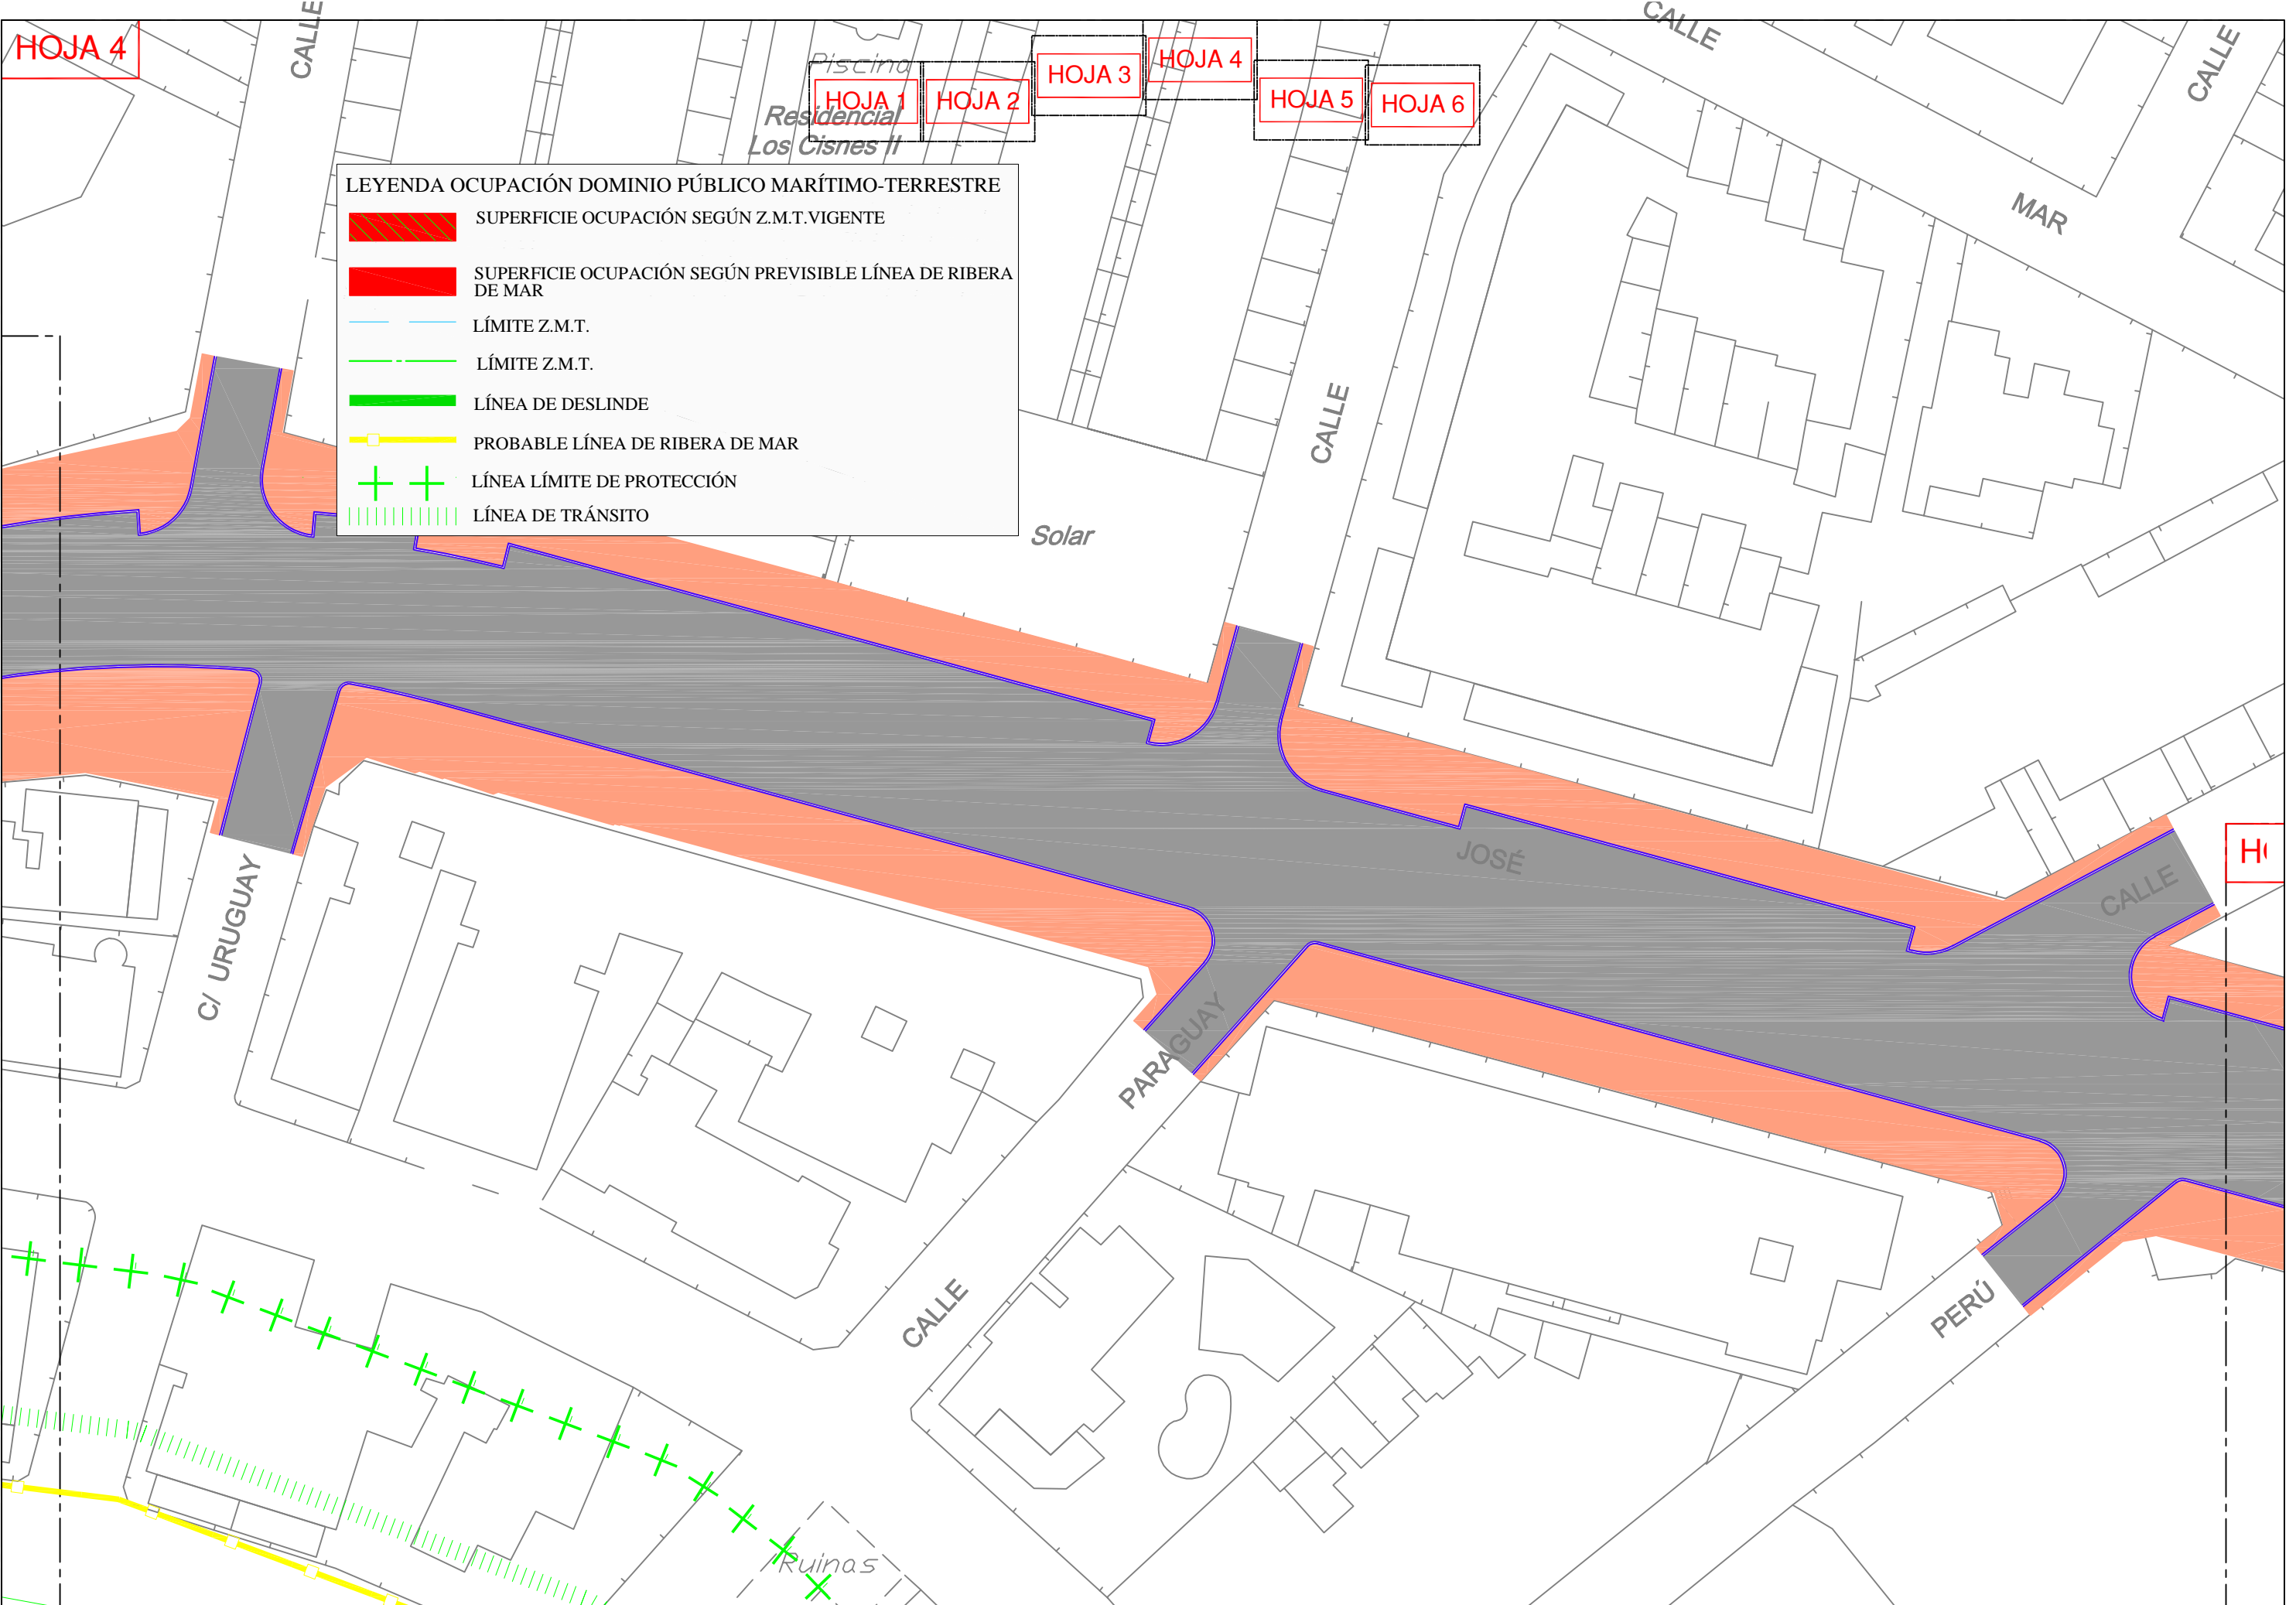 HOJA 4
CALLE
Piscina
Residencial
Los Cisnes II
HOJA 1
HOJA 2
HOJA 3
HOJA 4
HOJA 5
HOJA 6
CALLE
MAR
CALLE
LEYENDA OCUPACIÓN DOMINIO PÚBLICO MARÍTIMO-TERRESTRE
SUPERFICIE OCUPACIÓN SEGÚN Z.M.T.VIGENTE
SUPERFICIE OCUPACIÓN SEGÚN PREVISIBLE LÍNEA DE RIBERA
DE MAR
LÍMITE Z.M.T.
LÍMITE Z.M.T.
LÍNEA DE DESLINDE
PROBABLE LÍNEA DE RIBERA DE MAR
LÍNEA LÍMITE DE PROTECCIÓN
LÍNEA DE TRÁNSITO
CALLE
Solar
JOSÉ
CALLE
C/ URUGUAY
PARAGUAY
CALLE
PERÚ
Ruinas